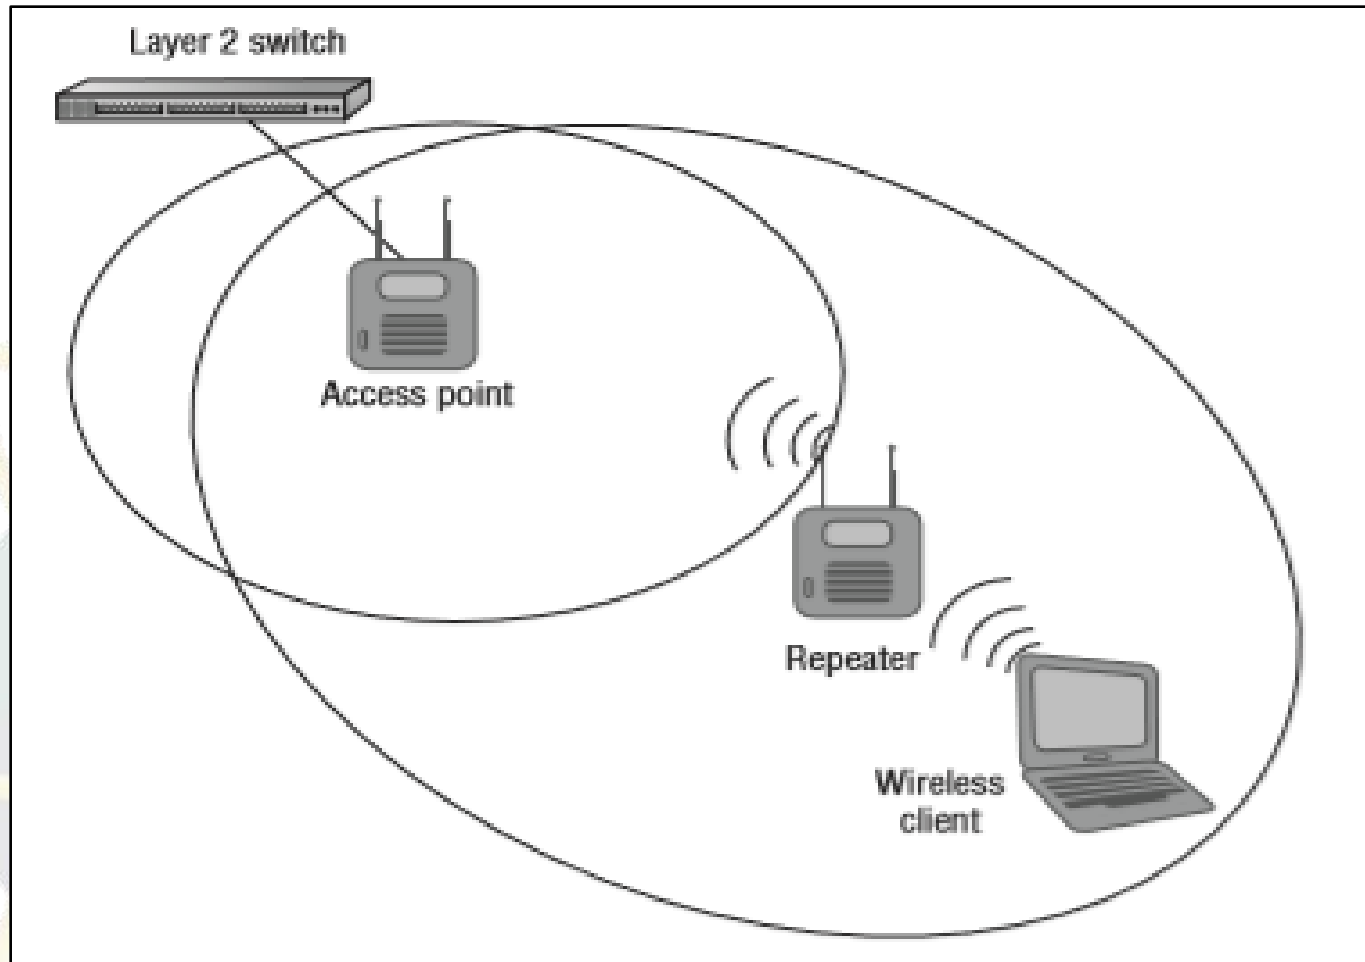 Layer 2 switch
Access point
Repeater
Wireless
client